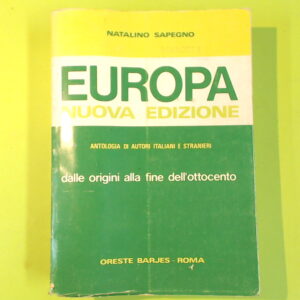 NATALINO SAPEGNO
EUROPA
NUOVA EDIZIONE
ANTOLOGIA DI AUTORI ITALIANI E STRANIERI
dalle origini alla fine dell'ottocento
ORESTE BARJES - ROMA